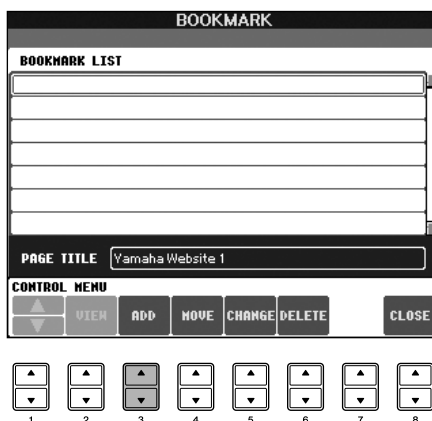 BOOKMARK
BOOKMARK LIST
PAGE TITLE Yamaha Website 1
CONTROL MENU
VIEW ADD MOVE CHANGE DELETE CLOSE
1 2 3 4 5 6 7 8